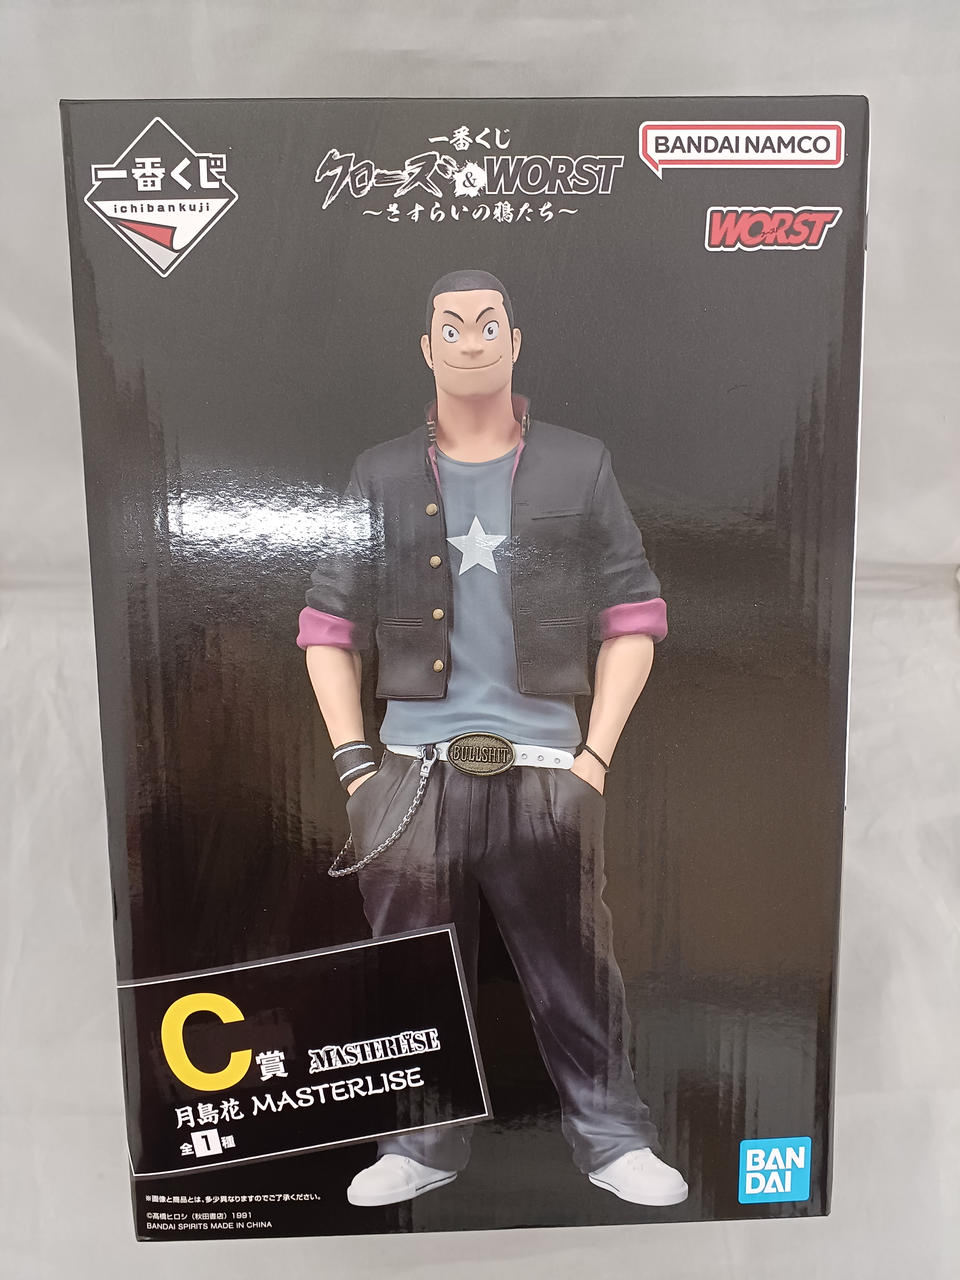 一番くじ
ichibankuji
一番くじ
クローズ&WORST
～さすらいの鴉たち～
BANDAI NAMCO
WORST
BULLSHIT
C賞
MASTERLISE
月島花 MASTERLISE
全1種
※画像と商品とは、多少異なりますのでご了承ください。
©高橋ヒロシ（秋田書店）1991
BANDAI SPIRITS MADE IN CHINA
BAN
DAI